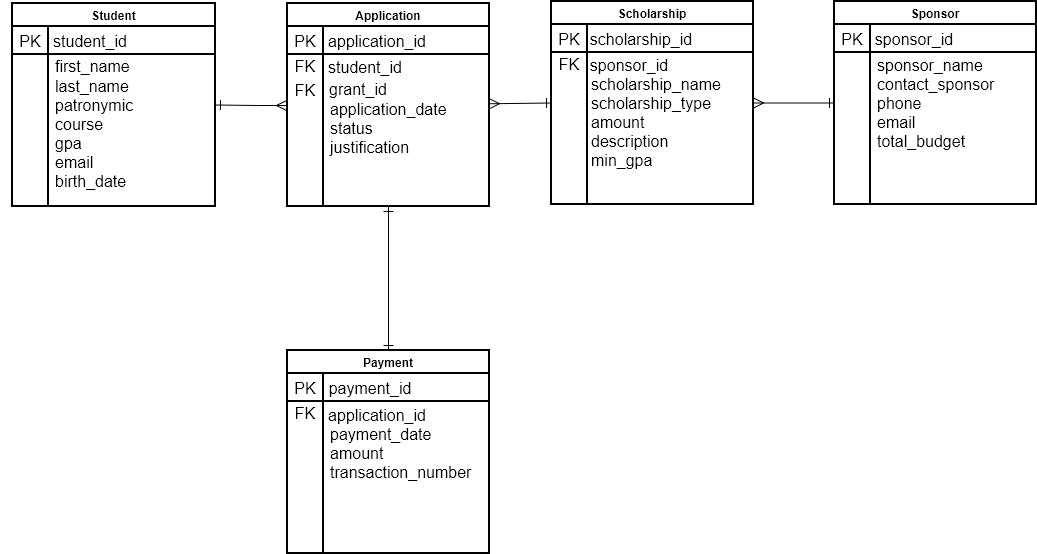 Student
PK student_id
first_name
last_name
patronymic
course
gpa
email
birth_date
Application
PK application_id
FK student_id
FK grant_id
application_date
status
justification
Scholarship
PK scholarship_id
FK sponsor_id
scholarship_name
scholarship_type
amount
description
min_gpa
Sponsor
PK sponsor_id
sponsor_name
contact_sponsor
phone
email
total_budget
Payment
PK payment_id
FK application_id
payment_date
amount
transaction_number